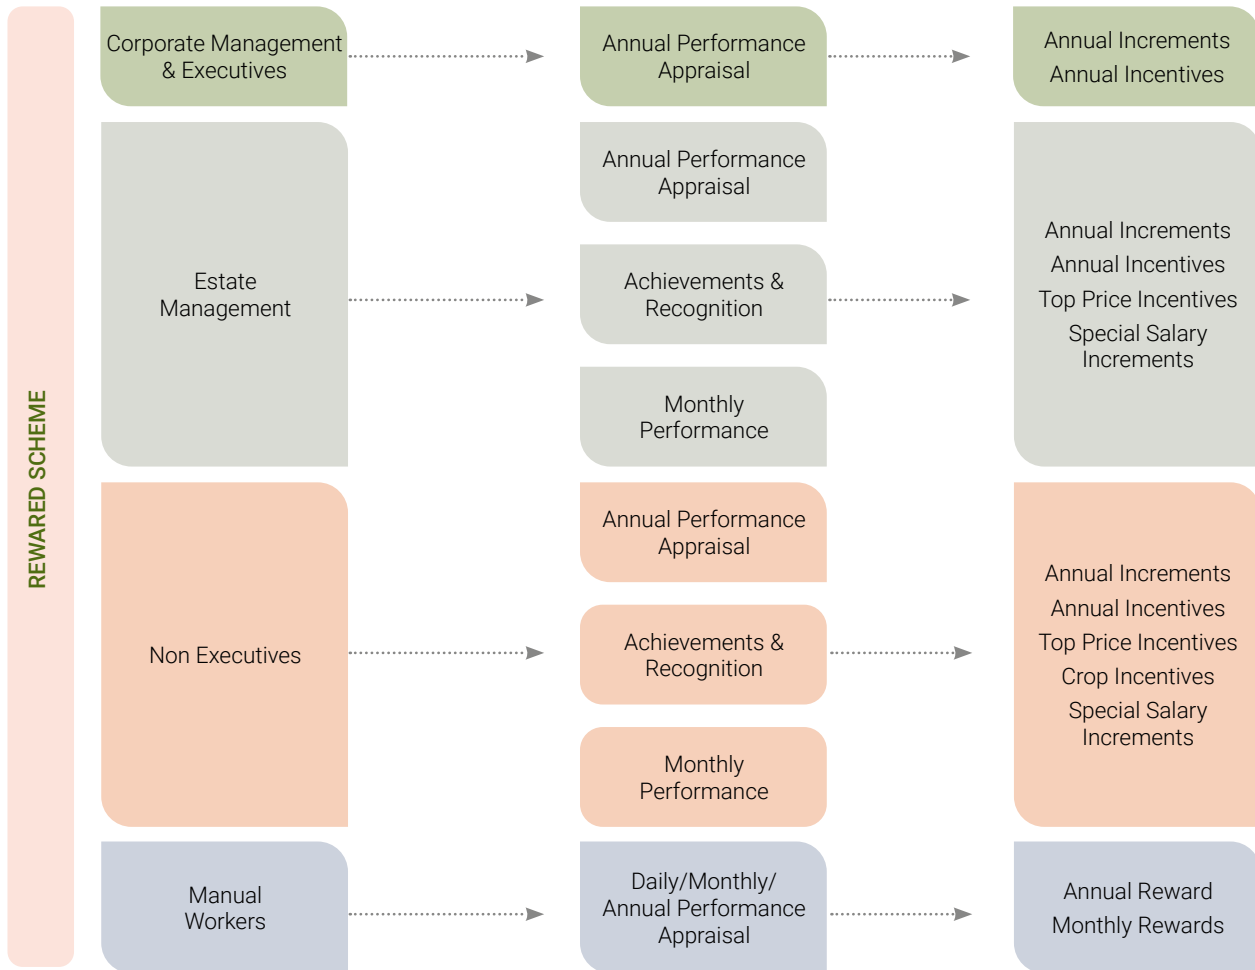 REWARED SCHEME
Corporate Management
& Executives
Annual Performance
Appraisal
Annual Increments
Annual Incentives
Estate
Management
Annual Performance
Appraisal
Achievements &
Recognition
Monthly
Performance
Annual Increments
Annual Incentives
Top Price Incentives
Special Salary
Increments
Non Executives
Annual Performance
Appraisal
Achievements &
Recognition
Monthly
Performance
Annual Increments
Annual Incentives
Top Price Incentives
Crop Incentives
Special Salary
Increments
Manual
Workers
Daily/Monthly/
Annual Performance
Appraisal
Annual Reward
Monthly Rewards